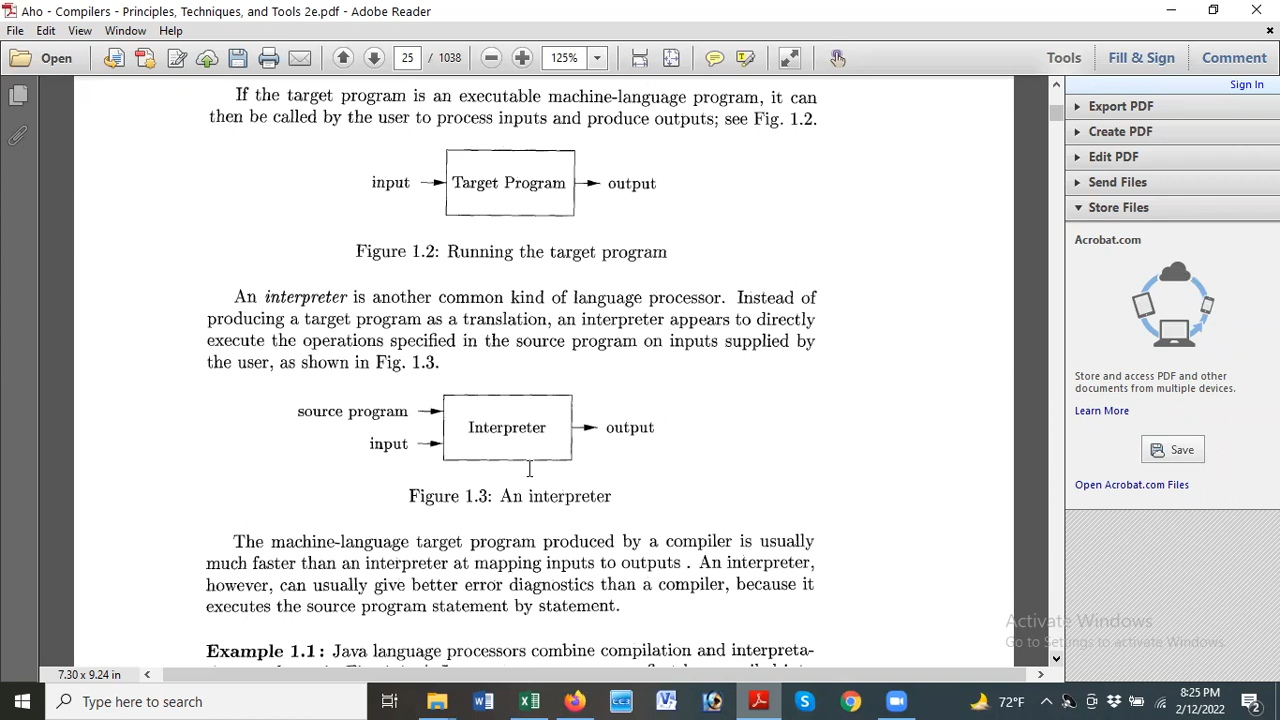 Aho - Compilers - Principles, Techniques, and Tools 2e.pdf - Adobe Reader
File Edit View Window Help
Open 25 / 1038 125% Tools Fill & Sign Comment
Sign In
If the target program is an executable machine-language program, it can
then be called by the user to process inputs and produce outputs; see Fig. 1.2.
input Target Program output
Figure 1.2: Running the target program
An interpreter is another common kind of language processor. Instead of
producing a target program as a translation, an interpreter appears to directly
execute the operations specified in the source program on inputs supplied by
the user, as shown in Fig. 1.3.
source program
input
Interpreter
output
Figure 1.3: An interpreter
The machine-language target program produced by a compiler is usually
much faster than an interpreter at mapping inputs to outputs . An interpreter,
however, can usually give better error diagnostics than a compiler, because it
executes the source program statement by statement.
Example 1.1 : Java language processors combine compilation and interpreta-
7.30 x 9.24 in
Export PDF
Create PDF
Edit PDF
Send Files
Store Files
Acrobat.com
Store and access PDF and other
documents from multiple devices.
Learn More
Save
Open Acrobat.com Files
Activate Windows
Go to Settings to activate Windows.
Type here to search
72°F
8:25 PM
2/12/2022
2